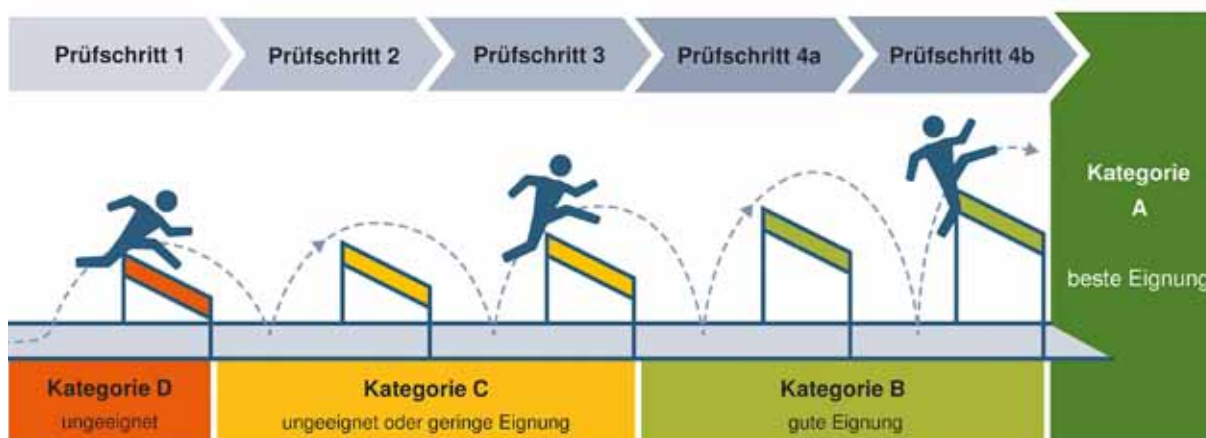 Prüfschritt 1
Prüfschritt 2
Prüfschritt 3
Prüfschritt 4a
Prüfschritt 4b
Kategorie
A
beste Eignung
Kategorie D
ungeeignet
Kategorie C
ungeeignet oder geringe Eignung
Kategorie B
gute Eignung